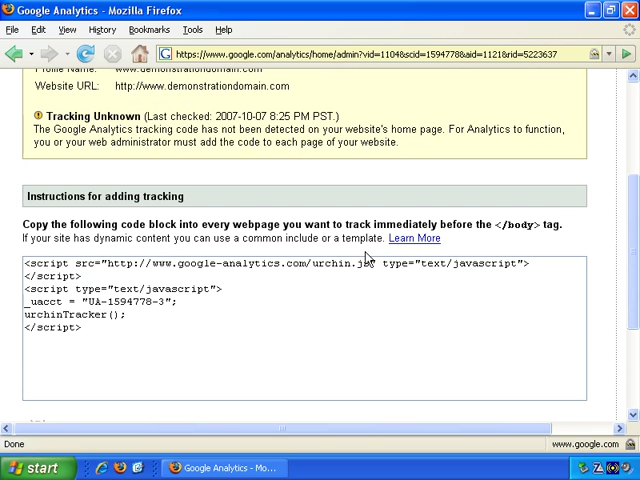 Google Analytics - Mozilla Firefox
File Edit View History Bookmarks Tools Help
https://www.google.com/analytics/home/admin?vid=1104&scid=1594778&aid=1121&rid=5223637
Profile Name: www.demonstrationdomain.com
Website URL: http://www.demonstrationdomain.com
Tracking Unknown (Last checked: 2007-10-07 8:25 PM PST.)
The Google Analytics tracking code has not been detected on your website's home page. For Analytics to function,
you or your web administrator must add the code to each page of your website.
Instructions for adding tracking
Copy the following code block into every webpage you want to track immediately before the </body> tag.
If your site has dynamic content you can use a common include or a template. Learn More
<script src="http://www.google-analytics.com/urchin.js" type="text/javascript">
</script>
<script type="text/javascript">
_uacct = "UA-1594778-3";
urchinTracker();
</script>
Done
www.google.com
start
Google Analytics - Mo...